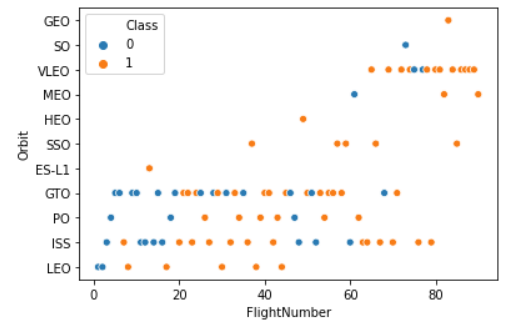 GEO
SO
VLEO
MEO
HEO
SSO
ES-L1
GTO
PO
ISS
LEO
Orbit
Class
0
1
0 20 40 60 80
FlightNumber